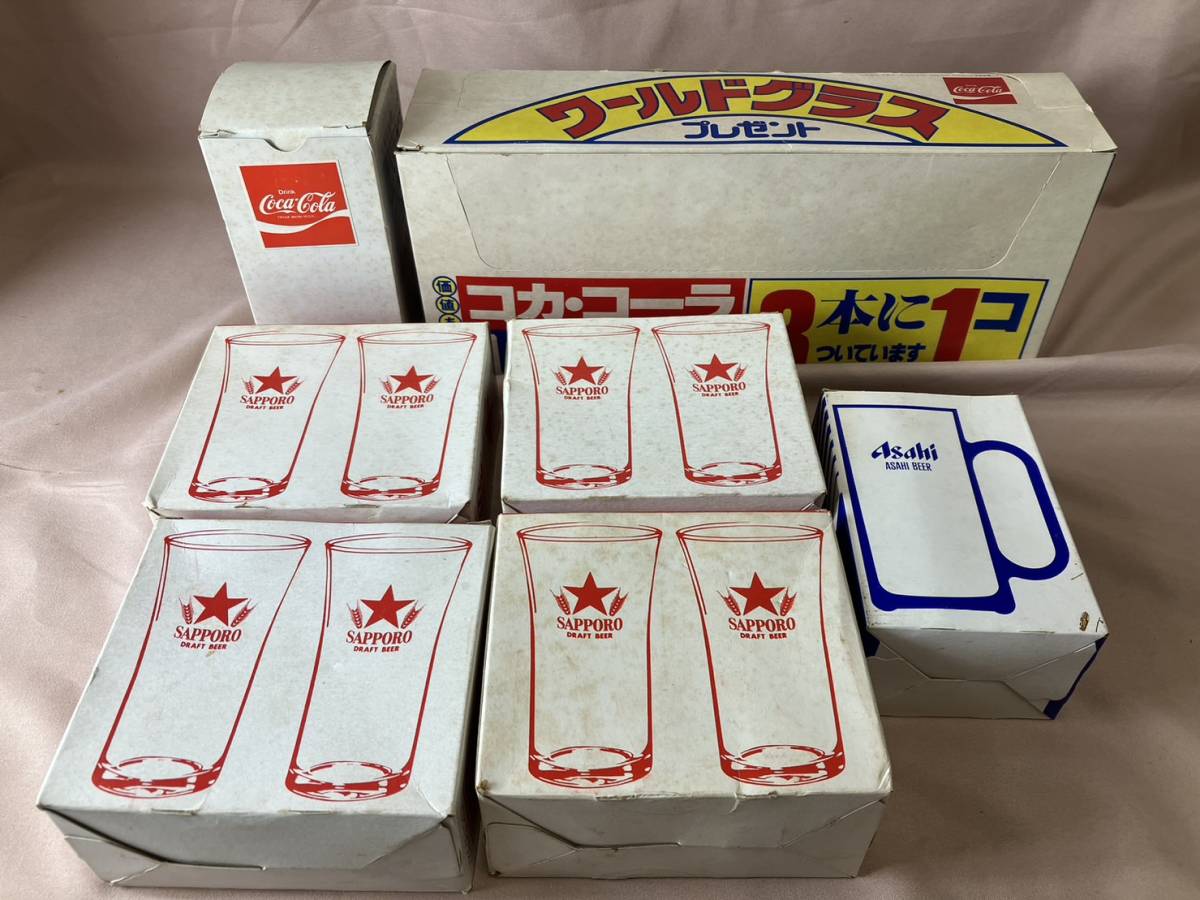 Drink
Coca-Cola
ワールドグラス
プレゼント
Coca-Cola
価値
コカ・コーラ
3本に1コ
ついています
SAPPORO
DRAFT BEER
SAPPORO
DRAFT BEER
SAPPORO
DRAFT BEER
SAPPORO
DRAFT BEER
Asahi
ASAHI BEER
SAPPORO
DRAFT BEER
SAPPORO
DRAFT BEER
SAPPORO
DRAFT BEER
SAPPORO
DRAFT BEER